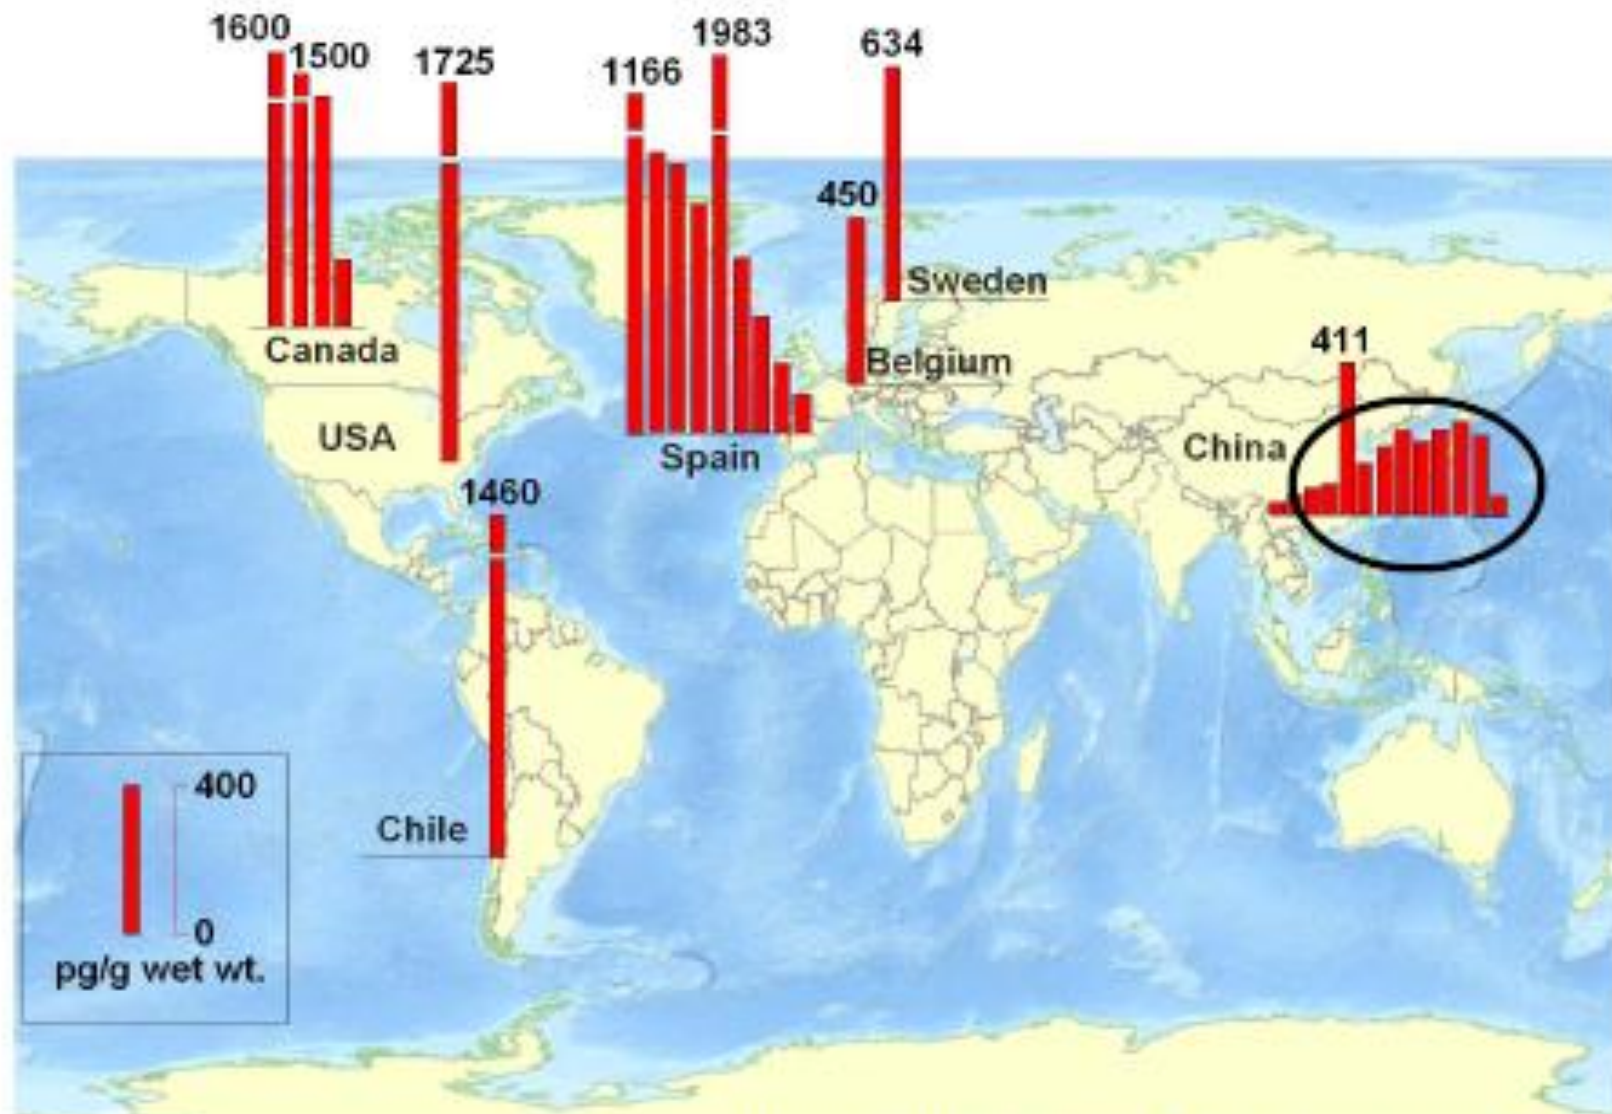 1600
1500
1725
1166
1983
634
450
Sweden
Belgium
Canada
411
USA
China
Spain
1460
400
Chile
0
pg/g wet wt.